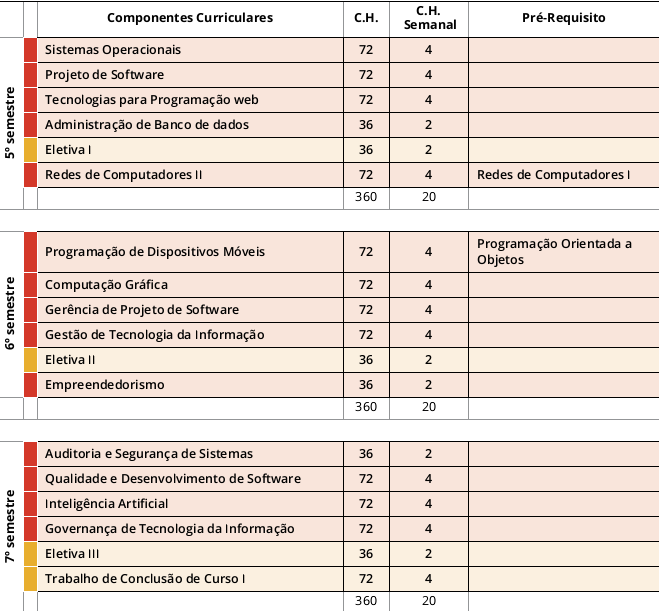 Componentes Curriculares C.H. C.H. Semanal Pré-Requisito
5º semestre
Sistemas Operacionais 72 4
Projeto de Software 72 4
Tecnologias para Programação web 72 4
Administração de Banco de dados 36 2
Eletiva I 36 2
Redes de Computadores II 72 4 Redes de Computadores I
360 20
6º semestre
Programação de Dispositivos Móveis 72 4 Programação Orientada a Objetos
Computação Gráfica 72 4
Gerência de Projeto de Software 72 4
Gestão de Tecnologia da Informação 72 4
Eletiva II 36 2
Empreendedorismo 36 2
360 20
7º semestre
Auditoria e Segurança de Sistemas 36 2
Qualidade e Desenvolvimento de Software 72 4
Inteligência Artificial 72 4
Governança de Tecnologia da Informação 72 4
Eletiva III 36 2
Trabalho de Conclusão de Curso I 72 4
360 20